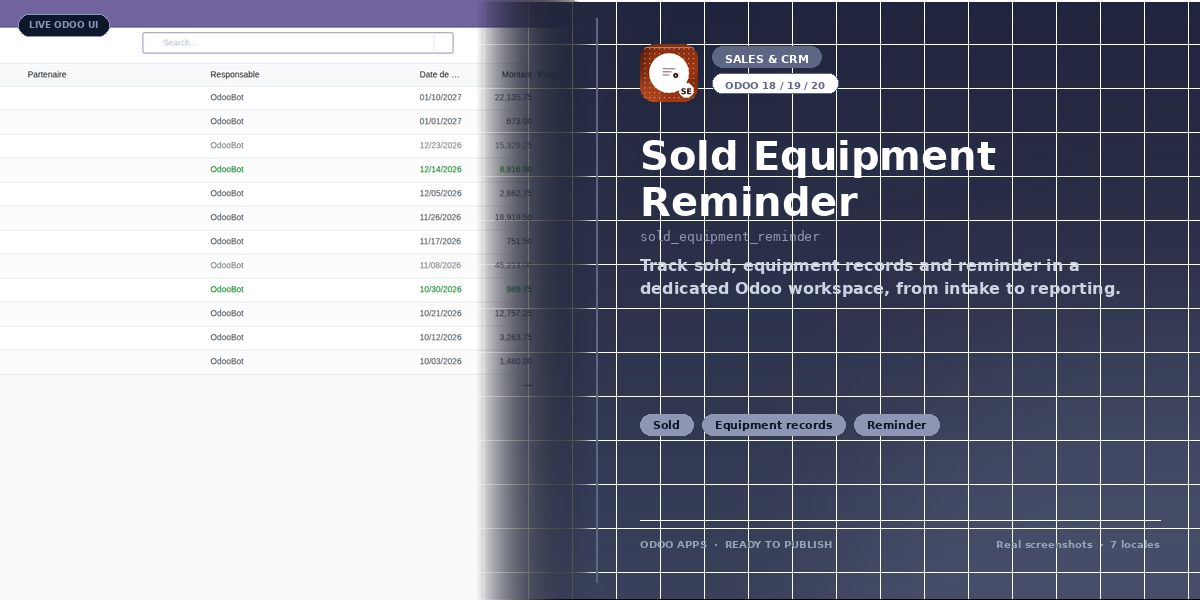 LIVE ODOO UI
Search...
Partenaire Responsable Date de ... Montant
OdooBot 01/10/2027 22,135.75
OdooBot 01/01/2027 673.00
OdooBot 12/23/2026 15,329.25
OdooBot 12/14/2026 8,816.90
OdooBot 12/05/2026 2,662.75
OdooBot 11/26/2026 18,919.50
OdooBot 11/17/2026 751.50
OdooBot 11/08/2026 45,213.00
OdooBot 10/30/2026 989.75
OdooBot 10/21/2026 12,757.25
OdooBot 10/12/2026 3,263.75
OdooBot 10/03/2026 1,480.00
—
SE
SALES & CRM
ODOO 18 / 19 / 20
Sold Equipment
Reminder
sold_equipment_reminder
Track sold, equipment records and reminder in a
dedicated Odoo workspace, from intake to reporting.
Sold Equipment records Reminder
ODOO APPS · READY TO PUBLISH
Real screenshots · 7 locales